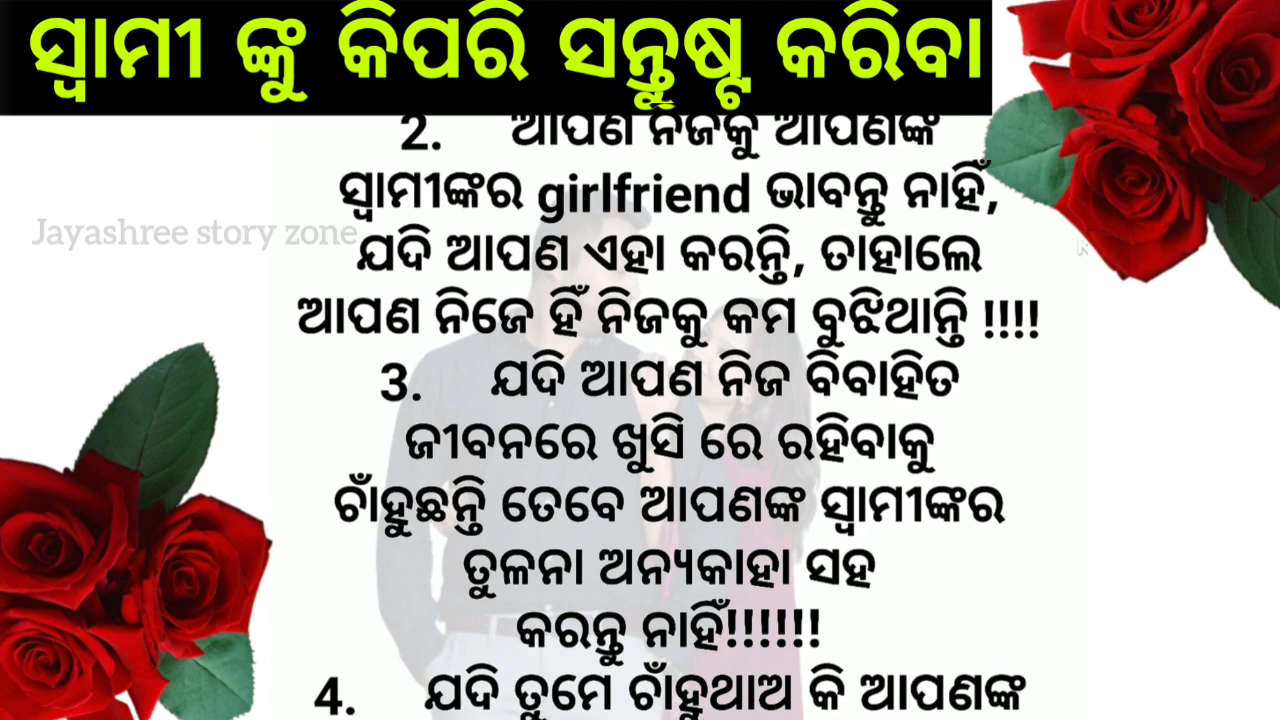 ସ୍ୱାମୀ ଙ୍କୁ କିପରି ସନ୍ତୁଷ୍ଟ କରିବା
2. ଆପଣ ନିଜକୁ ଆପଣଙ୍କ
ସ୍ୱାମୀଙ୍କର girlfriend ଭାବନ୍ତୁ ନାହିଁ,
Jayashree story zone
ଯଦି ଆପଣ ଏହା କରନ୍ତି, ତାହାଲେ
ଆପଣ ନିଜେ ହିଁ ନିଜକୁ କମ ବୁଝିଥାନ୍ତି !!!!
3. ଯଦି ଆପଣ ନିଜ ବିବାହିତ
ଜୀବନରେ ଖୁସି ରେ ରହିବାକୁ
ଚାଁହୁଛନ୍ତି ତେବେ ଆପଣଙ୍କ ସ୍ୱାମୀଙ୍କର
ତୁଳନା ଅନ୍ୟକାହା ସହ
କରନ୍ତୁ ନାହିଁ!!!!!!
4. ଯଦି ତୁମେ ଚାଁହୁଥାଅ କି ଆପଣଙ୍କ